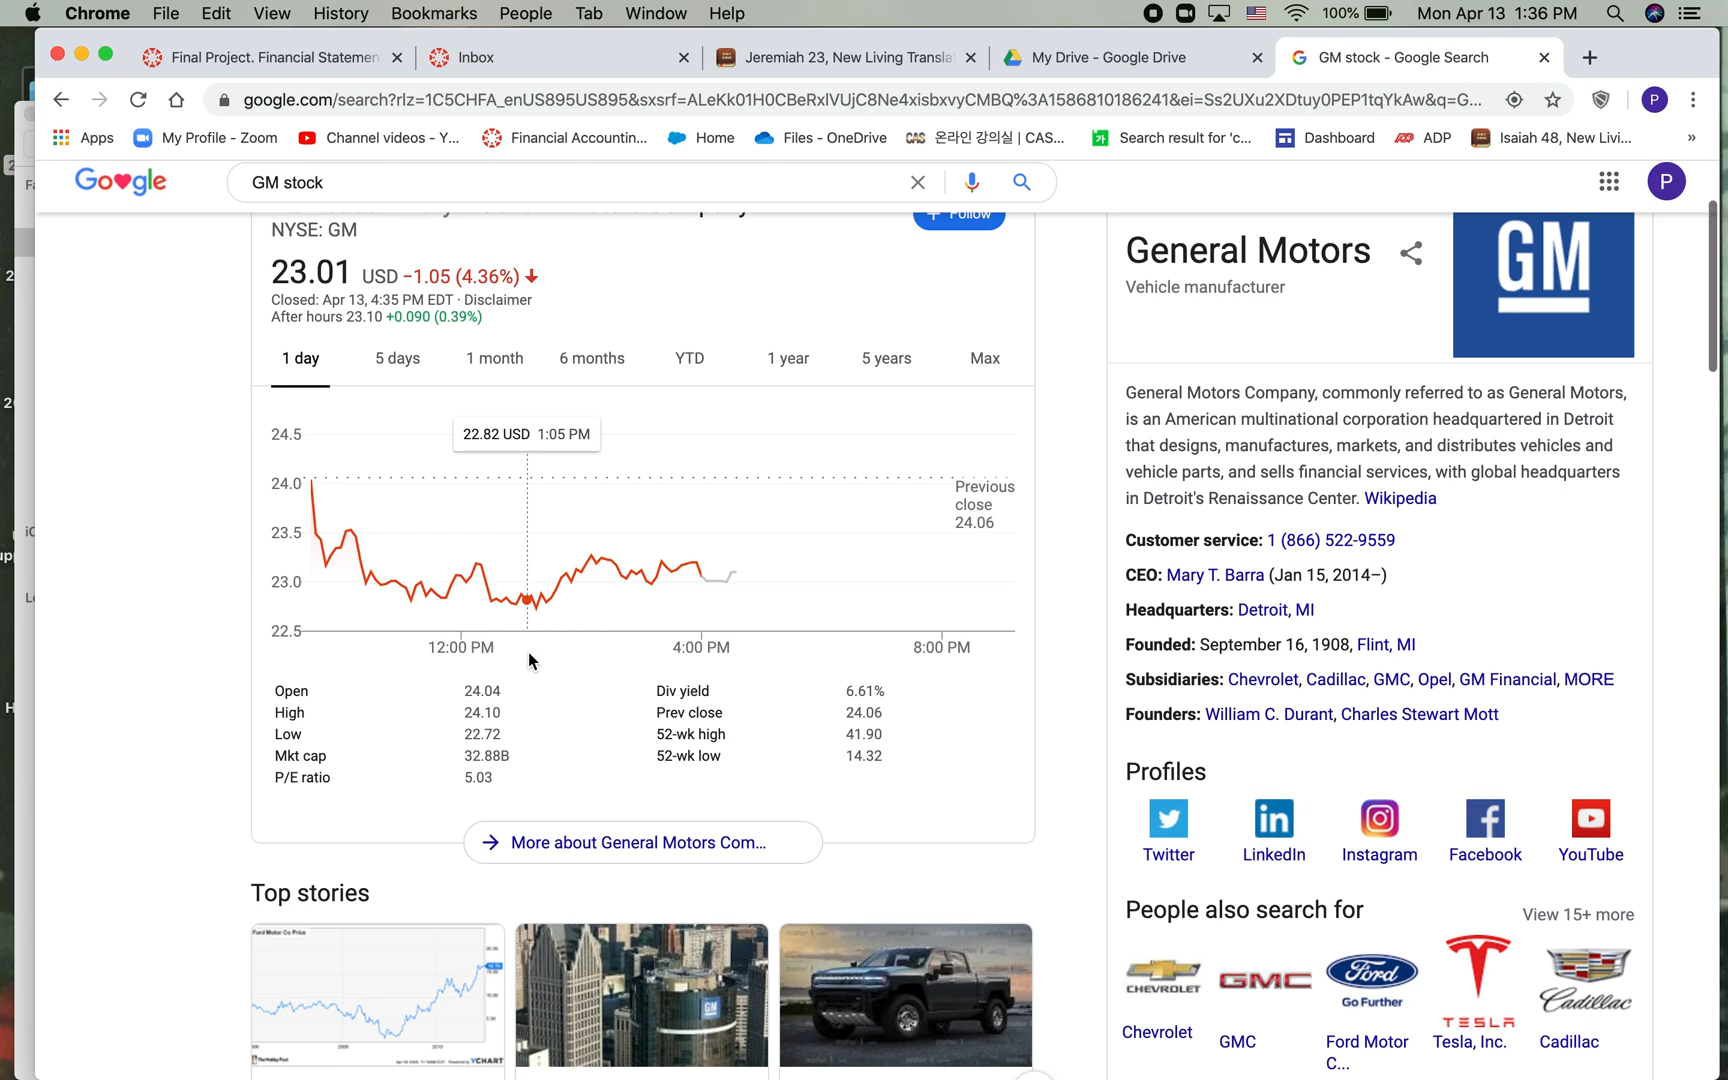 Chrome File Edit View History Bookmarks People Tab Window Help 100% Mon Apr 13 1:36 PM
Final Project. Financial Statemen Inbox Jeremiah 23, New Living Transla My Drive - Google Drive GM stock - Google Search
google.com/search?rlz=1C5CHFA_enUS895US895&sxsrf=ALeKk01H0CBeRxlVUjC8Ne4xisbxvyCMBQ%3A1586810186241&ei=Ss2UXu2XDtuy0PEP1tqYkAw&q=G... P
Apps My Profile - Zoom Channel videos - Y... Financial Accountin... Home Files - OneDrive CAS 온라인 강의실 | CAS... Search result for 'c... Dashboard ADP ADP Isaiah 48, New Livi... »
GM stock P
+ Follow
NYSE: GM
23.01 USD −1.05 (4.36%)
Closed: Apr 13, 4:35 PM EDT · Disclaimer
After hours 23.10 +0.090 (0.39%)
1 day 5 days 1 month 6 months YTD 1 year 5 years Max
22.82 USD 1:05 PM
24.5
24.0
23.5
23.0
22.5
Previous
close
24.06
12:00 PM 4:00 PM 8:00 PM
Open 24.04 Div yield 6.61%
High 24.10 Prev close 24.06
Low 22.72 52-wk high 41.90
Mkt cap 32.88B 52-wk low 14.32
P/E ratio 5.03
More about General Motors Com...
Top stories
Ford Motor Co Price
YCHARTS
General Motors
Vehicle manufacturer
GM
General Motors Company, commonly referred to as General Motors,
is an American multinational corporation headquartered in Detroit
that designs, manufactures, markets, and distributes vehicles and
vehicle parts, and sells financial services, with global headquarters
in Detroit's Renaissance Center. Wikipedia
Customer service: 1 (866) 522-9559
CEO: Mary T. Barra (Jan 15, 2014–)
Headquarters: Detroit, MI
Founded: September 16, 1908, Flint, MI
Subsidiaries: Chevrolet, Cadillac, GMC, Opel, GM Financial, MORE
Founders: William C. Durant, Charles Stewart Mott
Profiles
Twitter LinkedIn Instagram Facebook YouTube
People also search for View 15+ more
CHEVROLET GMC Ford Go Further TESLA Cadillac
Chevrolet GMC Ford Motor Tesla, Inc. Cadillac
C...